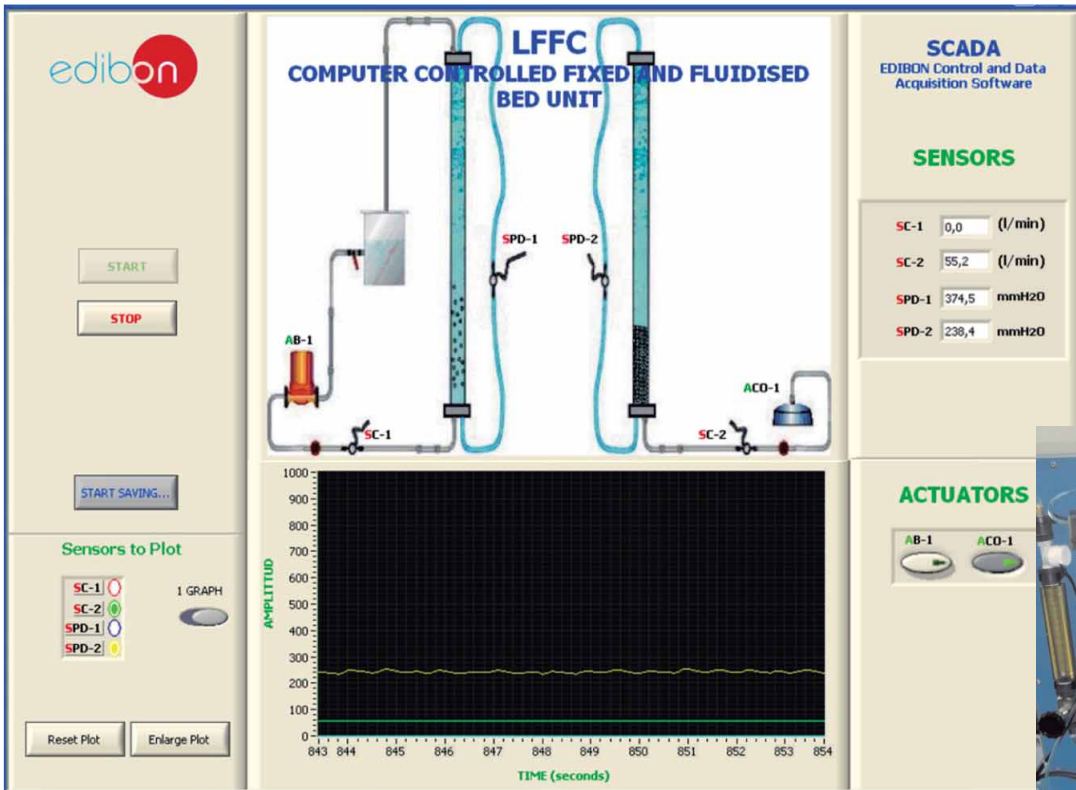 edibon
START
STOP
START SAVING...
Sensors to Plot
SC-1
SC-2
SPD-1
SPD-2
1 GRAPH
Reset Plot
Enlarge Plot
LFFC
COMPUTER CONTROLLED FIXED AND FLUIDISED
BED UNIT
SPD-1
SPD-2
AB-1
ACO-1
SC-1
SC-2
AMPLITTUD
1000
900
800
700
600
500
400
300
200
100
0
843 844 845 846 847 848 849 850 851 852 853 854
TIME (seconds)
SCADA
EDIBON Control and Data
Acquisition Software
SENSORS
SC-1 0,0 (l/min)
SC-2 55,2 (l/min)
SPD-1 374,5 mmH2O
SPD-2 238,4 mmH2O
ACTUATORS
AB-1 ACO-1